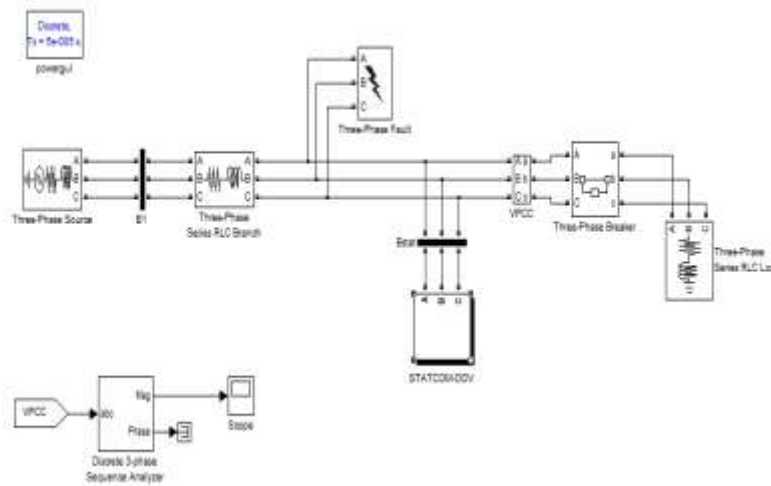 Discrete,
Ts = 5e-005 s.
powergui
A
B
C
Three-Phase Fault
A A A A A a A a
B B B B B b B b
C C C C C c C c
Three-Phase Source
B1
Three-Phase
Series RLC Branch
VPCC
Three-Phase Breaker
A B C
Three-Phase
Series RLC Lo
A B C
STATCOM-DDV
VPCC
abc
Mag
Phase
Scope
Discrete 3-phase
Sequence Analyzer